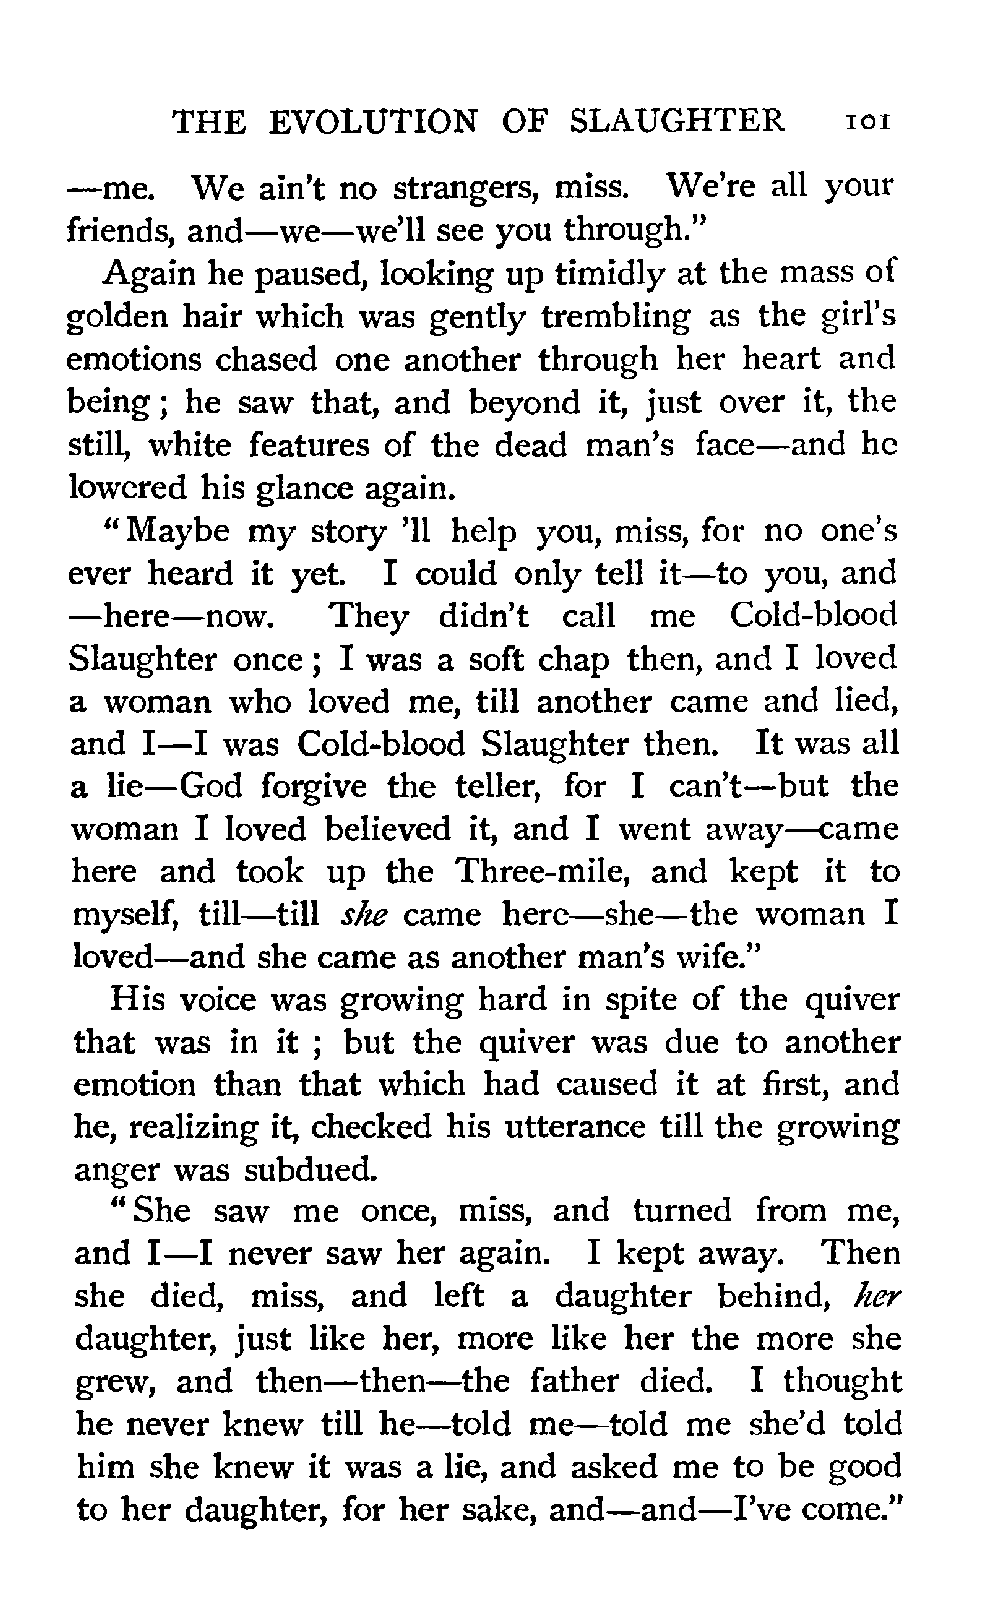 THE EVOLUTION OF SLAUGHTER 101
—me. We ain't no strangers, miss. We're all your
friends, and—we—we'll see you through."
Again he paused, looking up timidly at the mass of
golden hair which was gently trembling as the girl's
emotions chased one another through her heart and
being; he saw that, and beyond it, just over it, the
still, white features of the dead man's face—and he
lowered his glance again.
"Maybe my story 'll help you, miss, for no one's
ever heard it yet. I could only tell it—to you, and
—here—now. They didn't call me Cold-blood
Slaughter once; I was a soft chap then, and I loved
a woman who loved me, till another came and lied,
and I—I was Cold-blood Slaughter then. It was all
a lie—God forgive the teller, for I can't—but the
woman I loved believed it, and I went away—came
here and took up the Three-mile, and kept it to
myself, till—till she came here—she—the woman I
loved—and she came as another man's wife."
His voice was growing hard in spite of the quiver
that was in it; but the quiver was due to another
emotion than that which had caused it at first, and
he, realizing it, checked his utterance till the growing
anger was subdued.
"She saw me once, miss, and turned from me,
and I—I never saw her again. I kept away. Then
she died, miss, and left a daughter behind, her
daughter, just like her, more like her the more she
grew, and then—then—the father died. I thought
he never knew till he—told me—told me she'd told
him she knew it was a lie, and asked me to be good
to her daughter, for her sake, and—and—I've come."